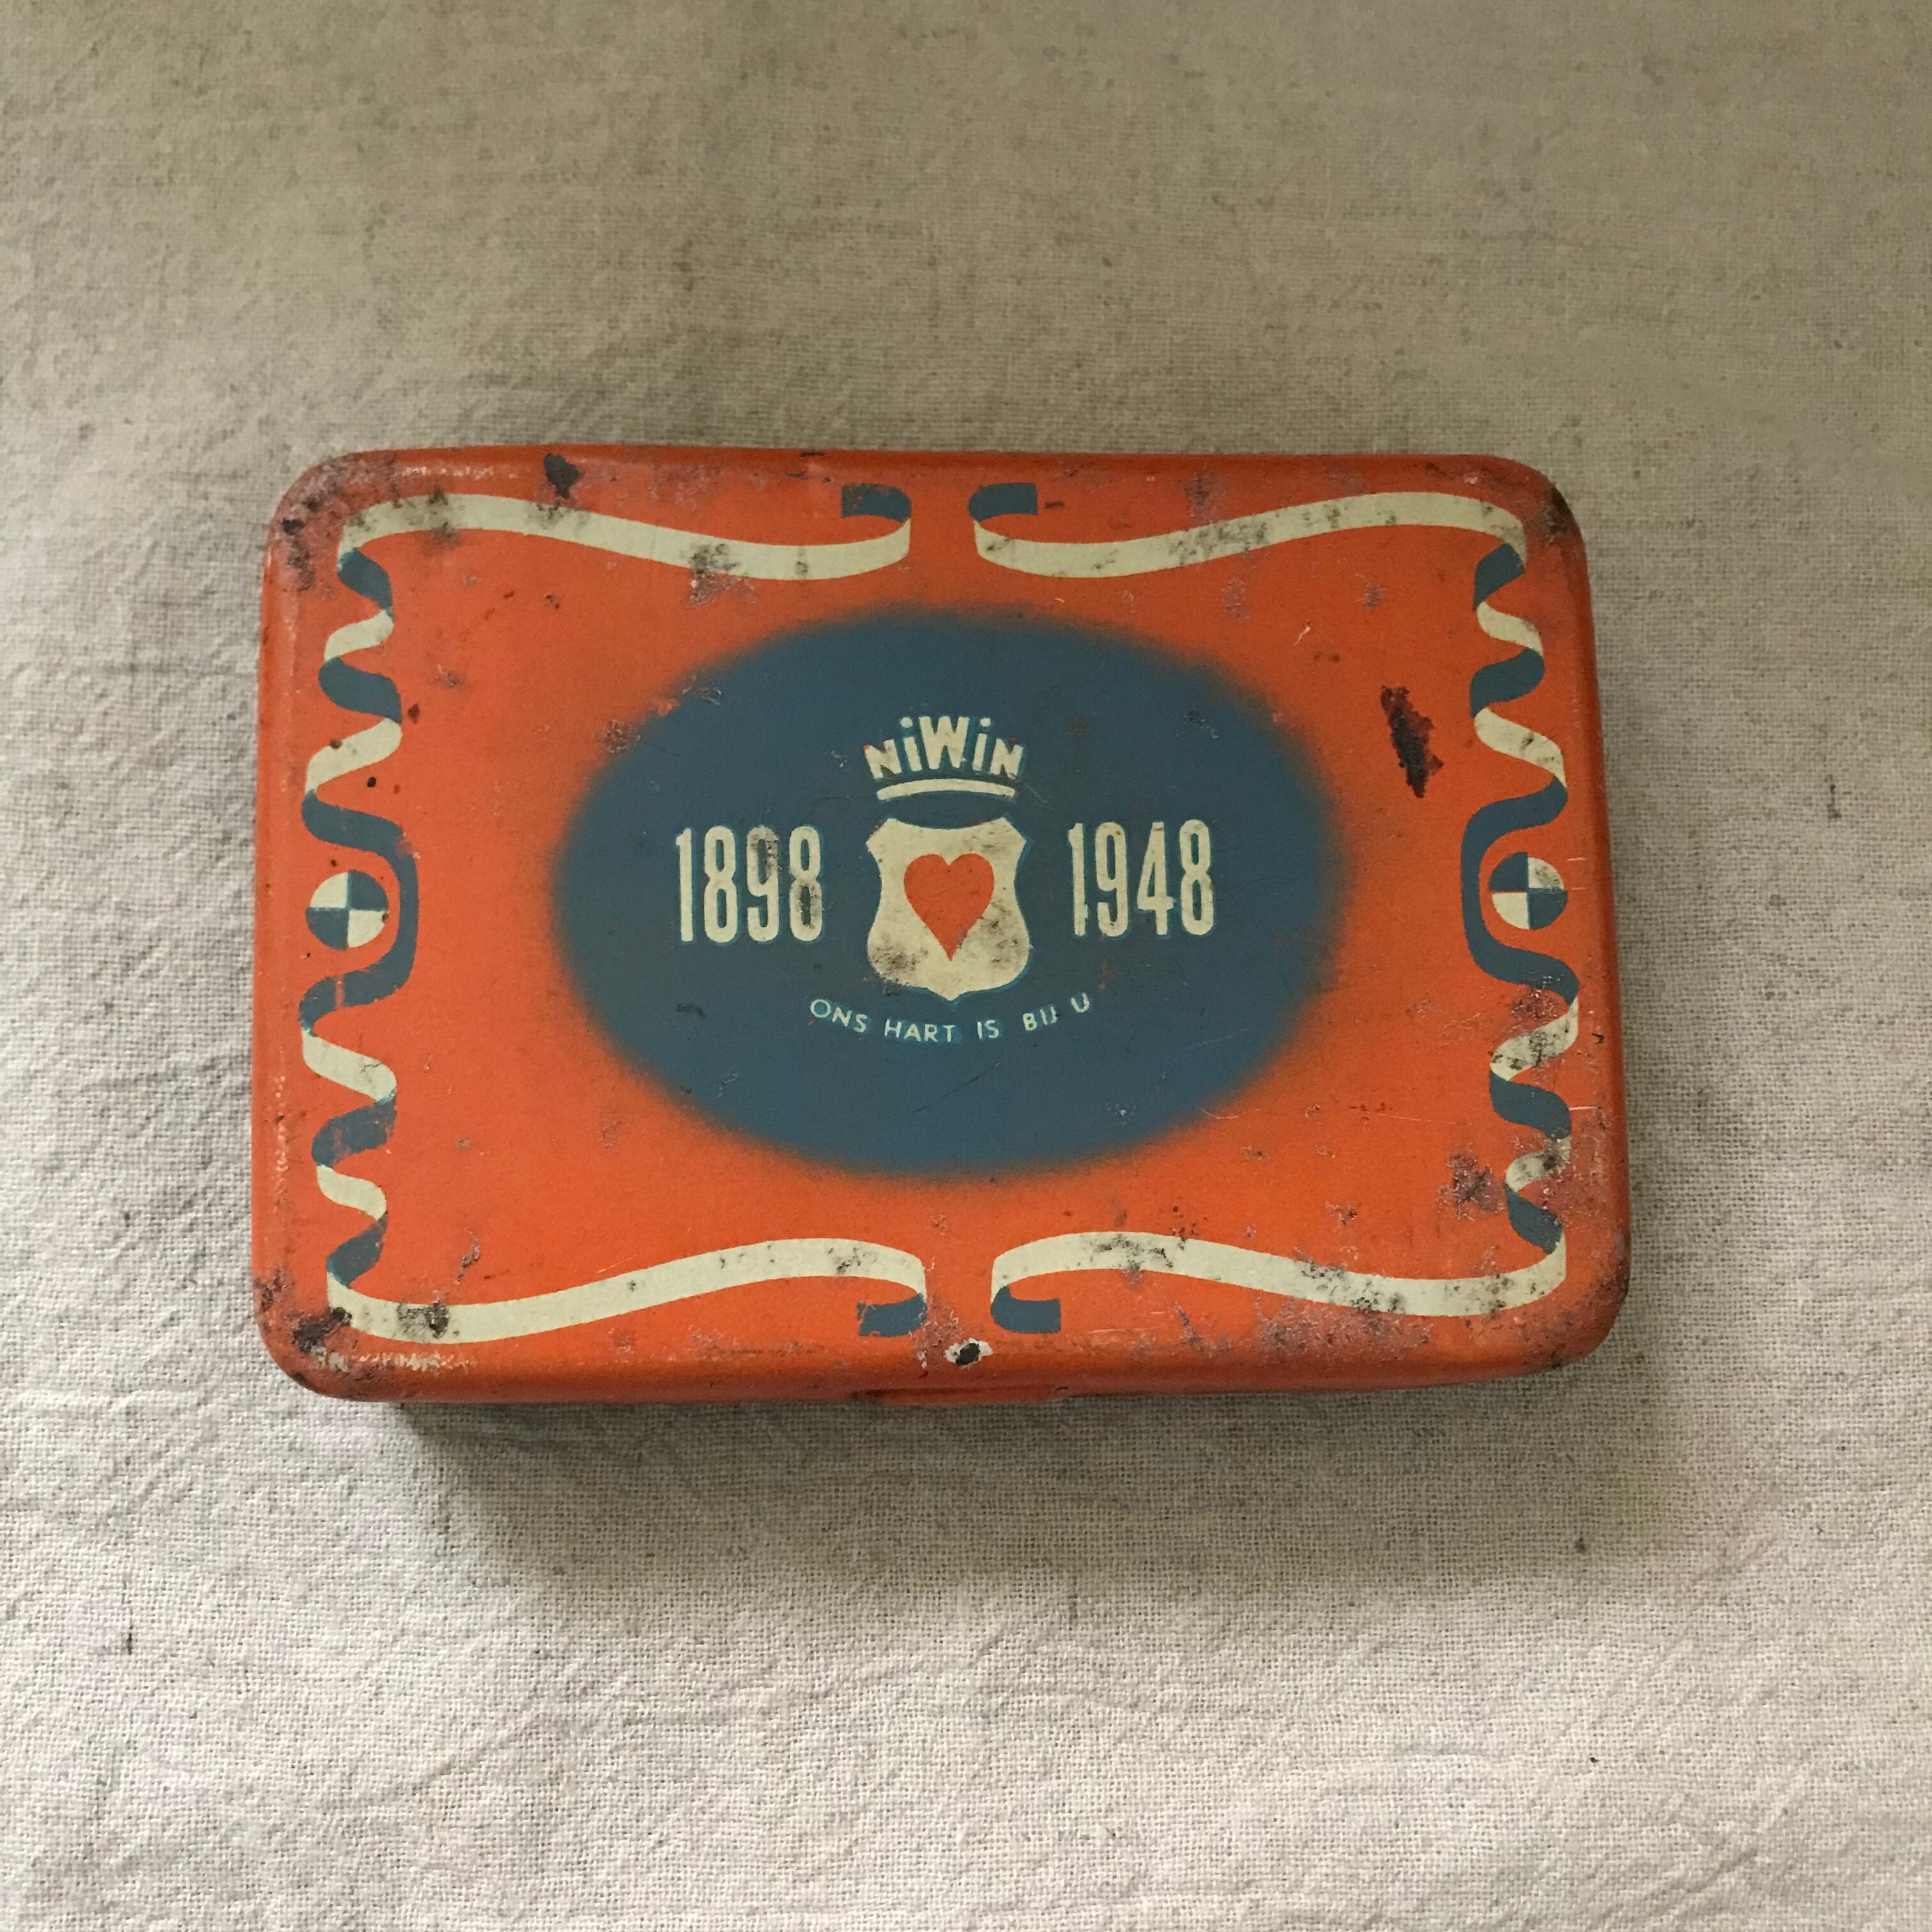 NiWiN
1898 1948
ONS HART IS BIJ U